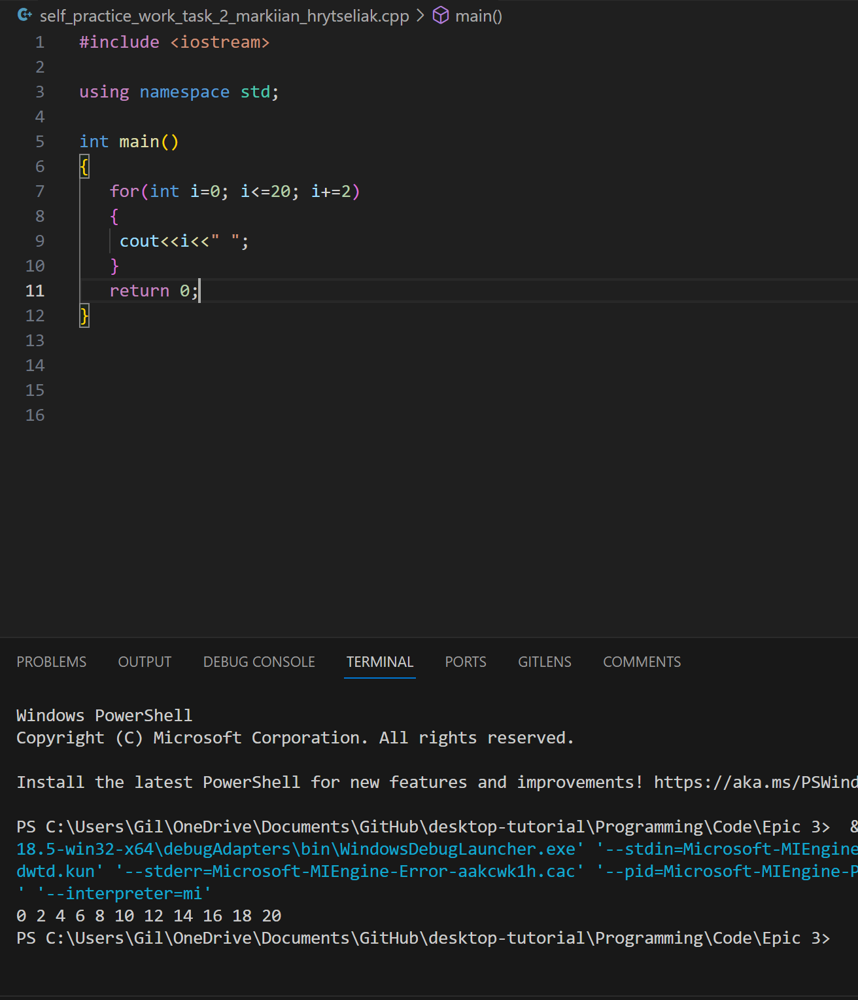 self_practice_work_task_2_markiian_hrytseliak.cpp > main()
1 #include <iostream>
2
3 using namespace std;
4
5 int main()
6 {
7 for(int i=0; i<=20; i+=2)
8 {
9 cout<<i<<" ";
10 }
11 return 0;
12 }
13
14
15
16
PROBLEMS OUTPUT DEBUG CONSOLE TERMINAL PORTS GITLENS COMMENTS
Windows PowerShell
Copyright (C) Microsoft Corporation. All rights reserved.
Install the latest PowerShell for new features and improvements! https://aka.ms/PSWind
PS C:\Users\Gil\OneDrive\Documents\GitHub\desktop-tutorial\Programming\Code\Epic 3> &
18.5-win32-x64\debugAdapters\bin\WindowsDebugLauncher.exe' '--stdin=Microsoft-MIEngine
dwtd.kun' '--stderr=Microsoft-MIEngine-Error-aakcwk1h.cac' '--pid=Microsoft-MIEngine-P
' '--interpreter=mi'
0 2 4 6 8 10 12 14 16 18 20
PS C:\Users\Gil\OneDrive\Documents\GitHub\desktop-tutorial\Programming\Code\Epic 3>